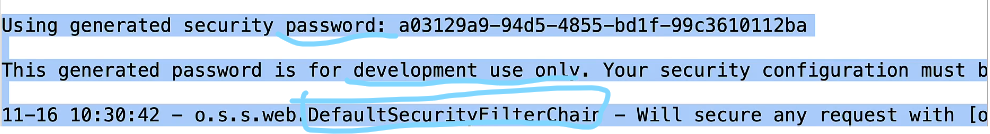 Using generated security password: a03129a9-94d5-4855-bd1f-99c3610112ba
This generated password is for development use only. Your security configuration must b
11-16 10:30:42 - o.s.s.web.DefaultSecurityFilterChain - Will secure any request with [o